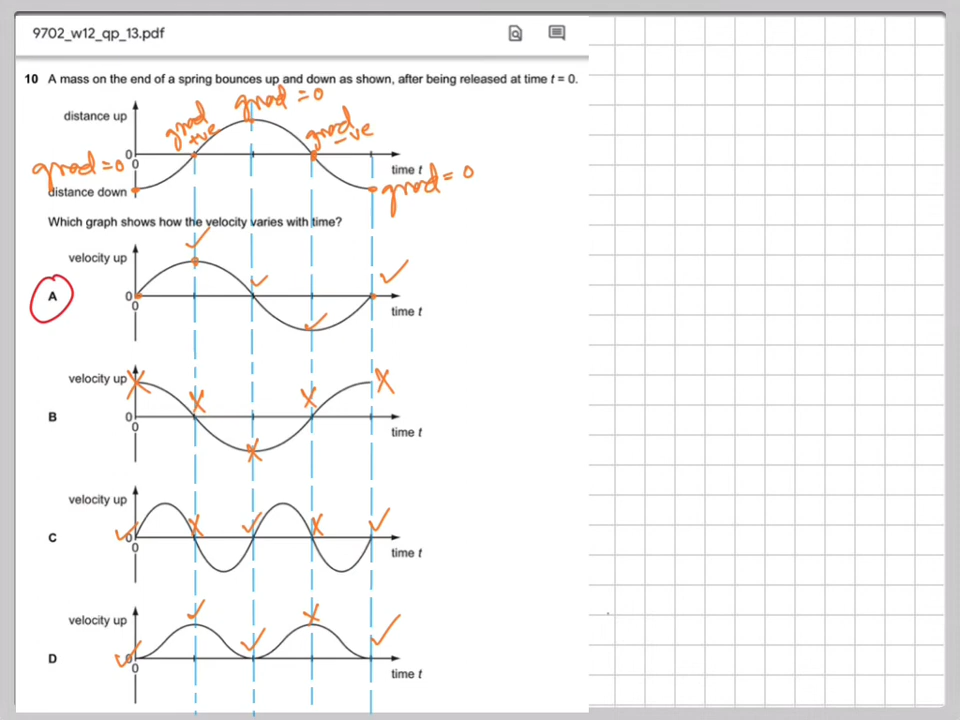 9702_w12_qp_13.pdf
10 A mass on the end of a spring bounces up and down as shown, after being released at time t = 0.
grad = 0
distance up
grad +ve
grad -ve
0
0
time t
grad = 0
distance down
grad = 0
Which graph shows how the velocity varies with time?
velocity up
A
0
0
time t
velocity up
B
0
0
time t
velocity up
C
0
0
time t
velocity up
D
0
0
time t